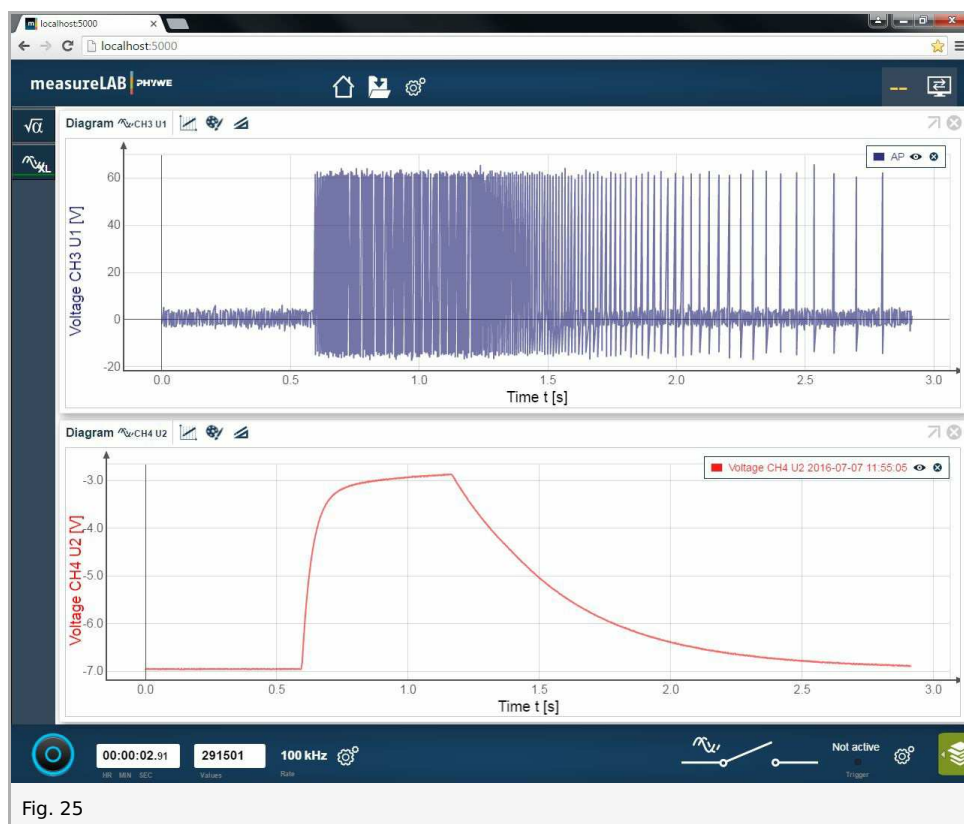 localhost:5000
localhost:5000
measureLAB PHYWE
--
√α
XL
Diagram CH3 U1
AP
Voltage CH3 U1 [V]
60
40
20
0
-20
0.0 0.5 1.0 1.5 2.0 2.5 3.0
Time t [s]
Diagram CH4 U2
Voltage CH4 U2 2016-07-07 11:55:05
Voltage CH4 U2 [V]
-3.0
-4.0
-5.0
-6.0
-7.0
0.0 0.5 1.0 1.5 2.0 2.5 3.0
Time t [s]
00:00:02.91 291501 100 kHz Not active
HR MIN SEC Values Rate Trigger
Fig. 25